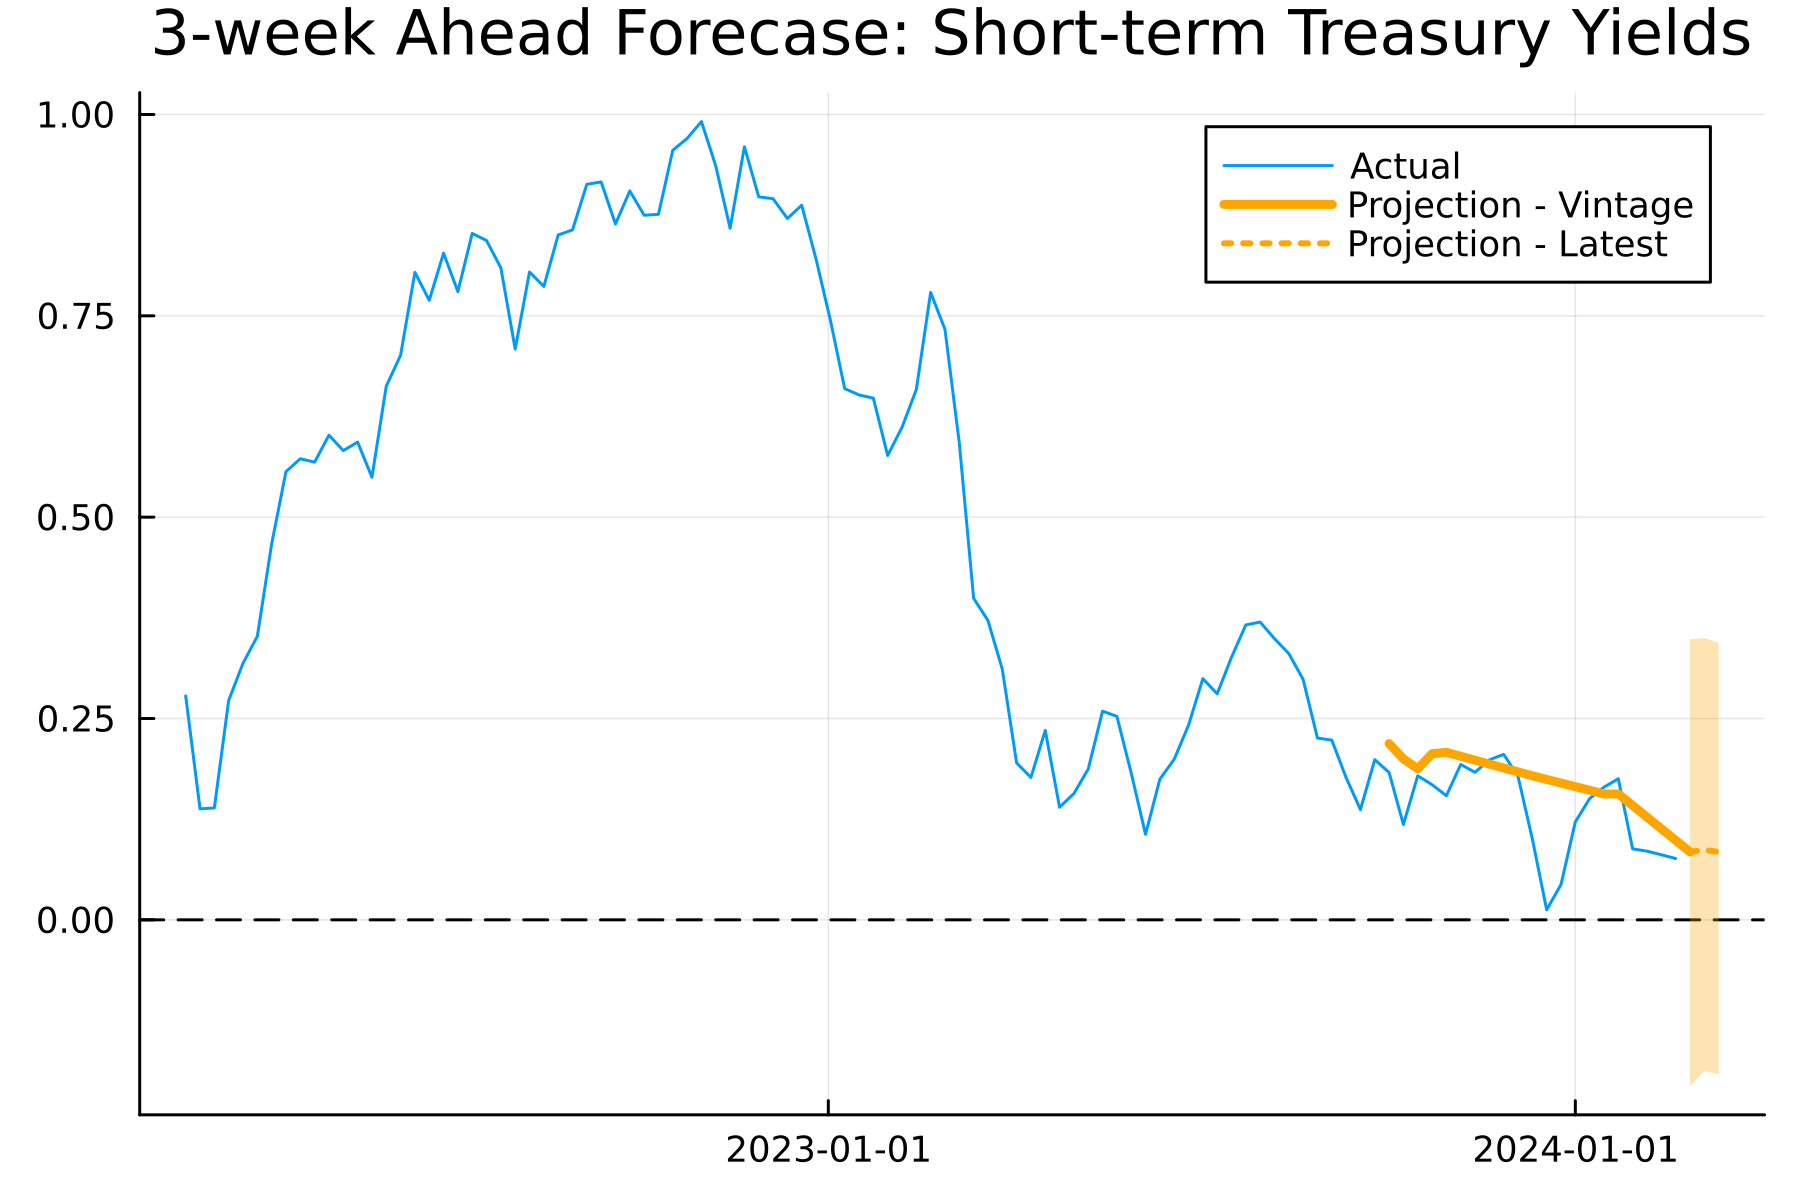 3-week Ahead Forecase: Short-term Treasury Yields
1.00
0.75
0.50
0.25
0.00
Actual
Projection - Vintage
Projection - Latest
2023-01-01
2024-01-01